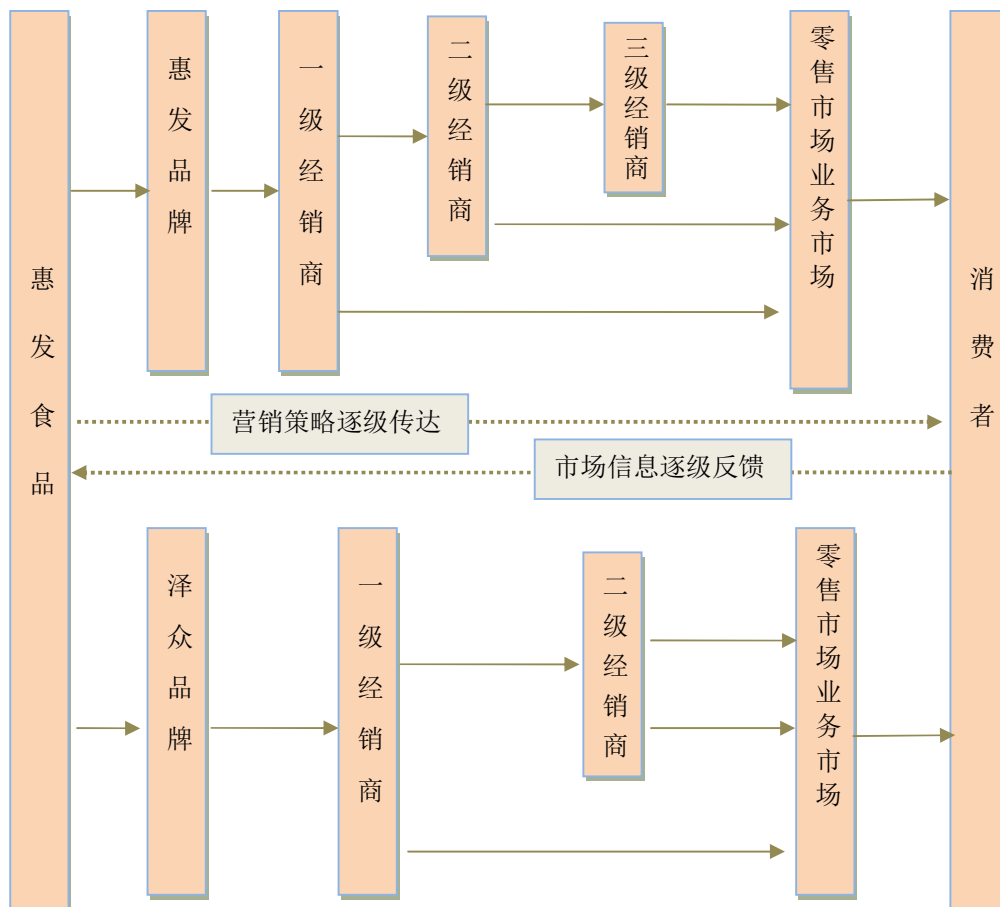 惠发食品
惠发品牌
一级经销商
二级经销商
三级经销商
零售市场业务市场
消费者
营销策略逐级传达
市场信息逐级反馈
泽众品牌
一级经销商
二级经销商
零售市场业务市场